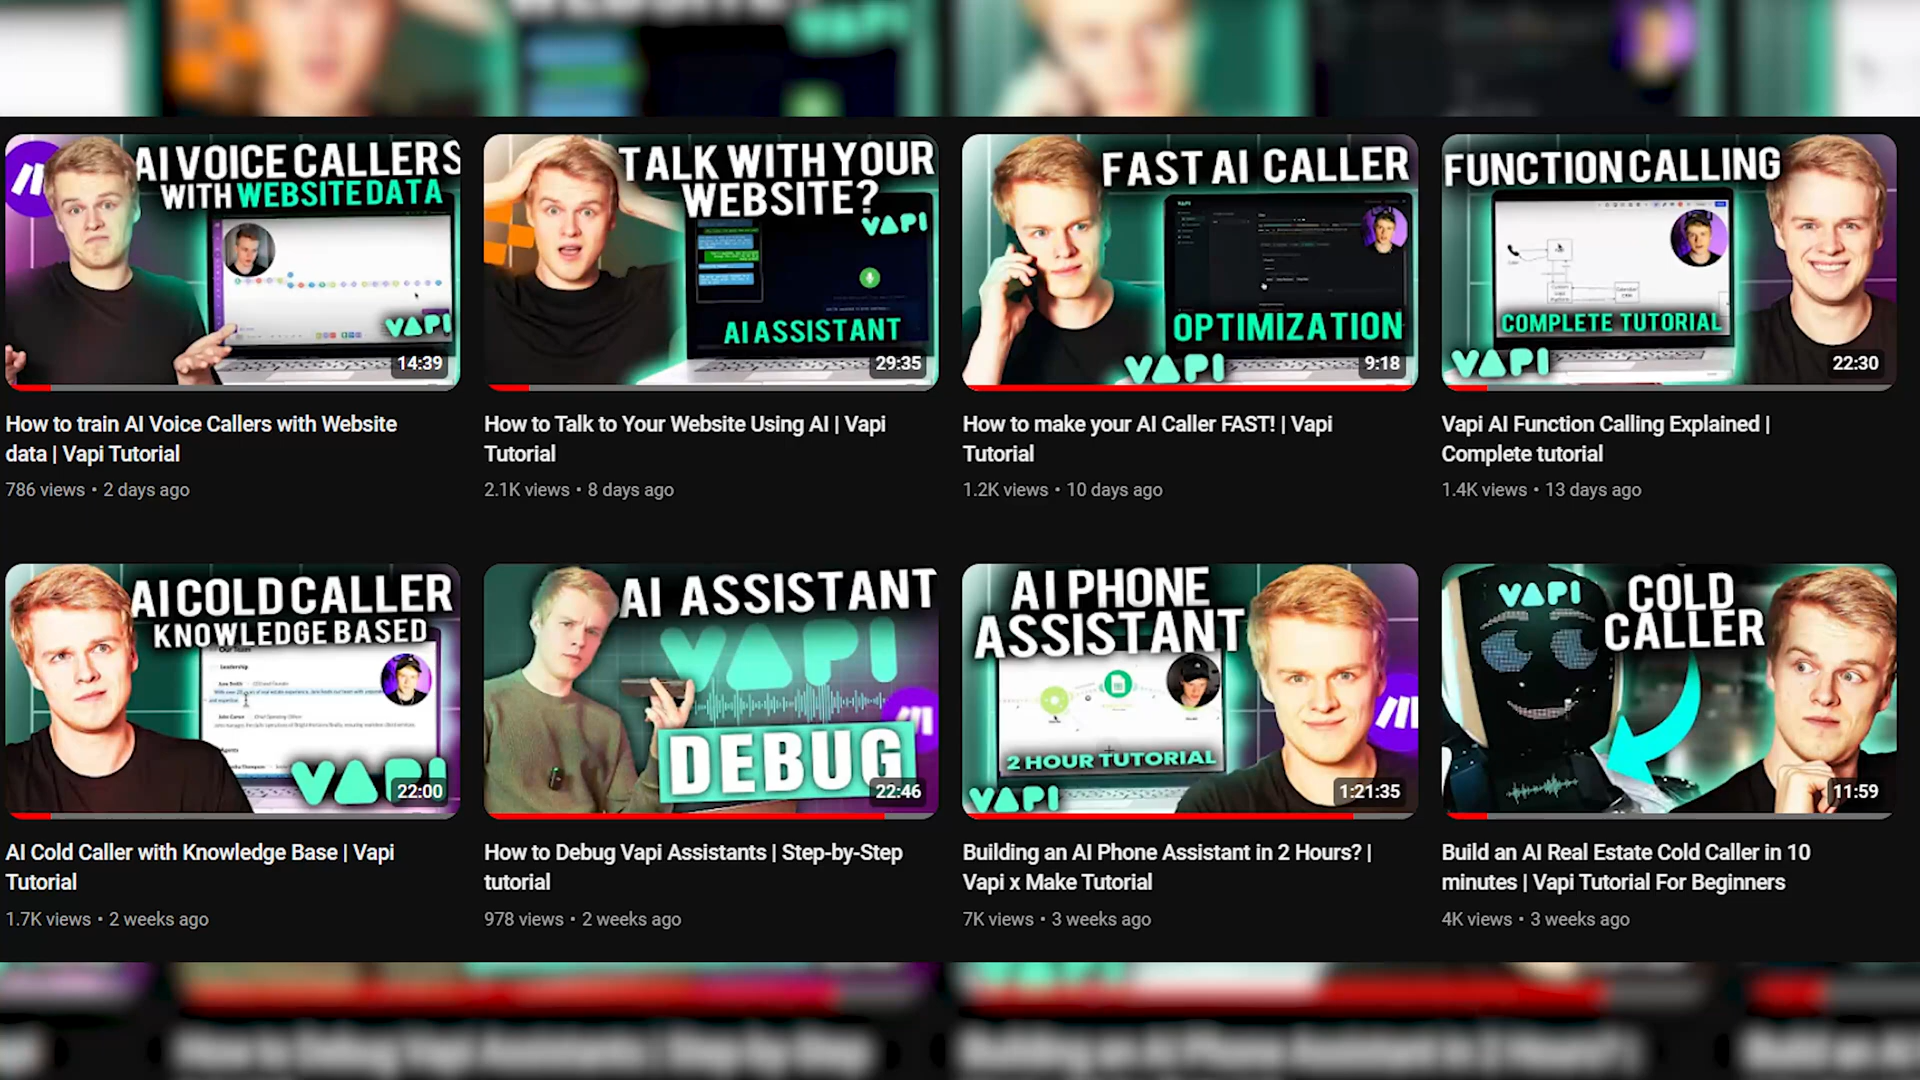 AI VOICE CALLERS
WITH WEBSITE DATA
VAPI
14:39
How to train AI Voice Callers with Website
data | Vapi Tutorial
786 views • 2 days ago
TALK WITH YOUR
WEBSITE?
VAPI
AI ASSISTANT
29:35
How to Talk to Your Website Using AI | Vapi
Tutorial
2.1K views • 8 days ago
FAST AI CALLER
OPTIMIZATION
VAPI
9:18
How to make your AI Caller FAST! | Vapi
Tutorial
1.2K views • 10 days ago
FUNCTION CALLING
COMPLETE TUTORIAL
VAPI
22:30
Vapi AI Function Calling Explained |
Complete tutorial
1.4K views • 13 days ago
AI COLD CALLER
KNOWLEDGE BASED
Our Team
Leadership
VAPI
22:00
AI Cold Caller with Knowledge Base | Vapi
Tutorial
1.7K views • 2 weeks ago
AI ASSISTANT
VAPI
DEBUG
22:46
How to Debug Vapi Assistants | Step-by-Step
tutorial
978 views • 2 weeks ago
AI PHONE
ASSISTANT
2 HOUR TUTORIAL
VAPI
1:21:35
Building an AI Phone Assistant in 2 Hours? |
Vapi x Make Tutorial
7K views • 3 weeks ago
VAPI
COLD
CALLER
11:59
Build an AI Real Estate Cold Caller in 10
minutes | Vapi Tutorial For Beginners
4K views • 3 weeks ago